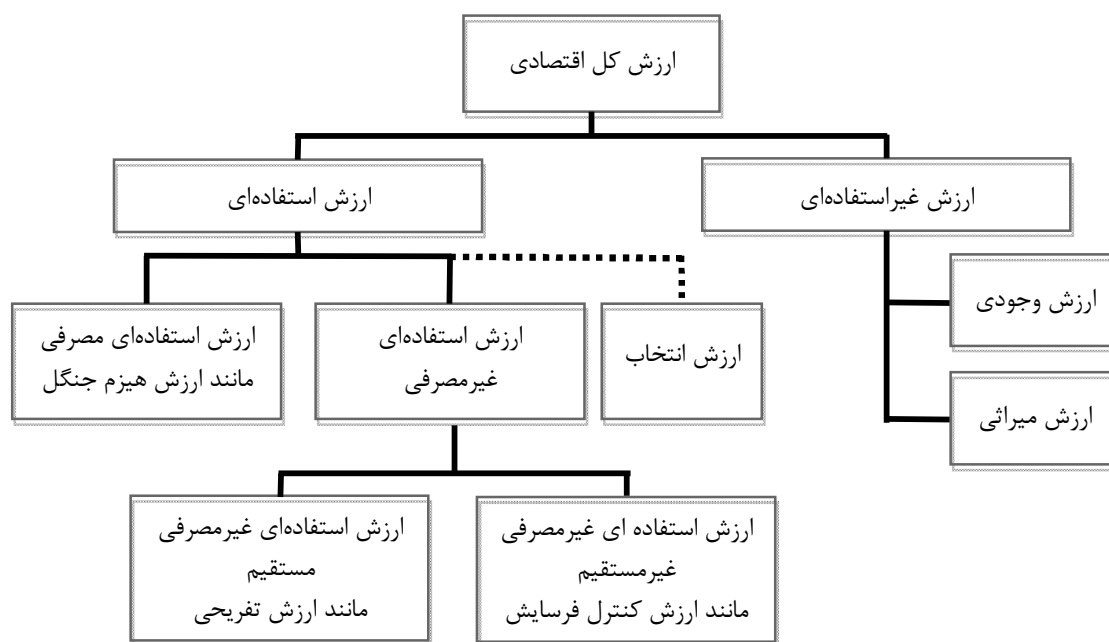 ارزش کل اقتصادی
ارزش غیراستفاده‌ای
ارزش استفاده‌ای
ارزش وجودی
ارزش میراثی
ارزش انتخاب
ارزش استفاده‌ای
غیرمصرفی
ارزش استفاده‌ای مصرفی
مانند ارزش هیزم جنگل
ارزش استفاده ای غیرمصرفی
غیرمستقیم
مانند ارزش کنترل فرسایش
ارزش استفاده‌ای غیرمصرفی
مستقیم
مانند ارزش تفریحی